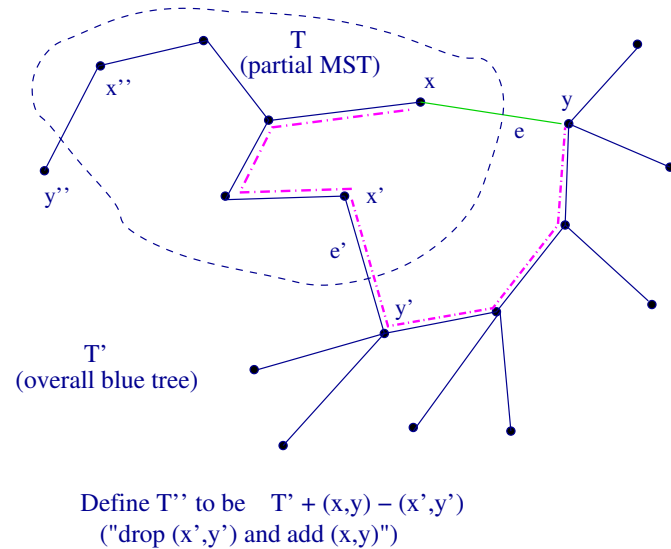 T
(partial MST)
x''
x
y
e
y''
x'
e'
y'
T'
(overall blue tree)
Define T'' to be T' + (x,y) − (x',y')
("drop (x',y') and add (x,y)")